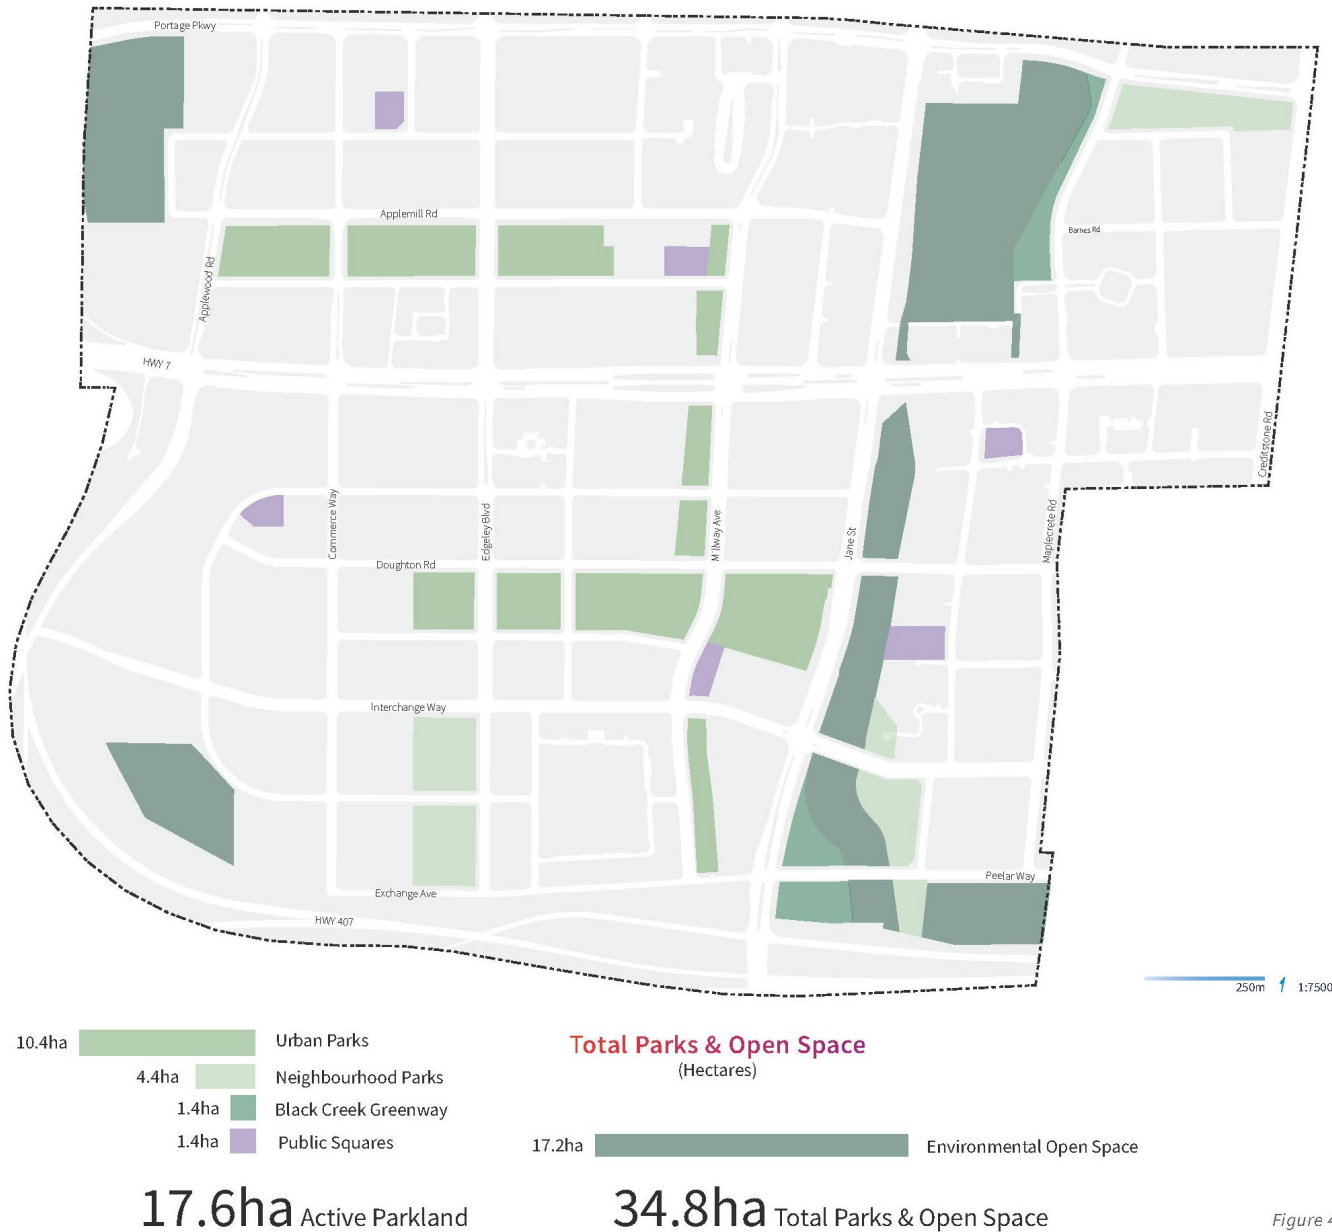 Portage Pkwy
Applemill Rd
Barnes Rd
Applewood Rd
HWY 7
Creditstone Rd
Commerce Way
Edgeley Blvd
Millway Ave
Jane St
Maplecrete Rd
Doughton Rd
Interchange Way
Peelar Way
Exchange Ave
HWY 407
250m 1:7500
10.4ha Urban Parks
4.4ha Neighbourhood Parks
1.4ha Black Creek Greenway
1.4ha Public Squares
17.6ha Active Parkland
Total Parks & Open Space
(Hectares)
17.2ha Environmental Open Space
34.8ha Total Parks & Open Space
Figure